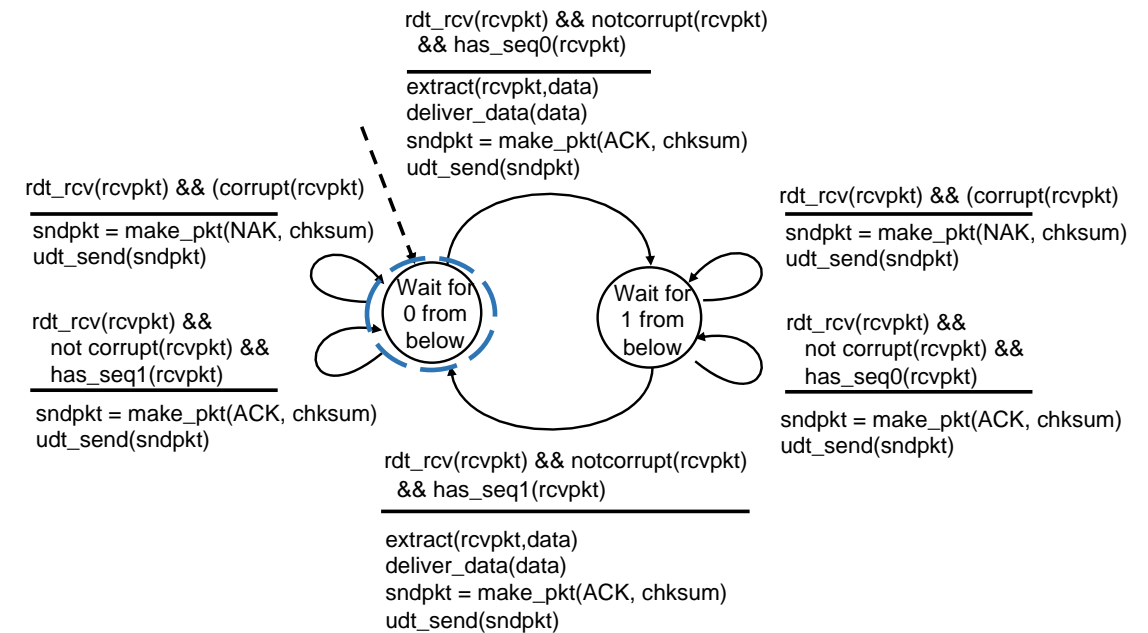 rdt_rcv(rcvpkt) && notcorrupt(rcvpkt)
&& has_seq0(rcvpkt)
extract(rcvpkt,data)
deliver_data(data)
sndpkt = make_pkt(ACK, chksum)
udt_send(sndpkt)
rdt_rcv(rcvpkt) && (corrupt(rcvpkt)
sndpkt = make_pkt(NAK, chksum)
udt_send(sndpkt)
rdt_rcv(rcvpkt) &&
not corrupt(rcvpkt) &&
has_seq1(rcvpkt)
sndpkt = make_pkt(ACK, chksum)
udt_send(sndpkt)
Wait for
0 from
below
Wait for
1 from
below
rdt_rcv(rcvpkt) && (corrupt(rcvpkt)
sndpkt = make_pkt(NAK, chksum)
udt_send(sndpkt)
rdt_rcv(rcvpkt) &&
not corrupt(rcvpkt) &&
has_seq0(rcvpkt)
sndpkt = make_pkt(ACK, chksum)
udt_send(sndpkt)
rdt_rcv(rcvpkt) && notcorrupt(rcvpkt)
&& has_seq1(rcvpkt)
extract(rcvpkt,data)
deliver_data(data)
sndpkt = make_pkt(ACK, chksum)
udt_send(sndpkt)